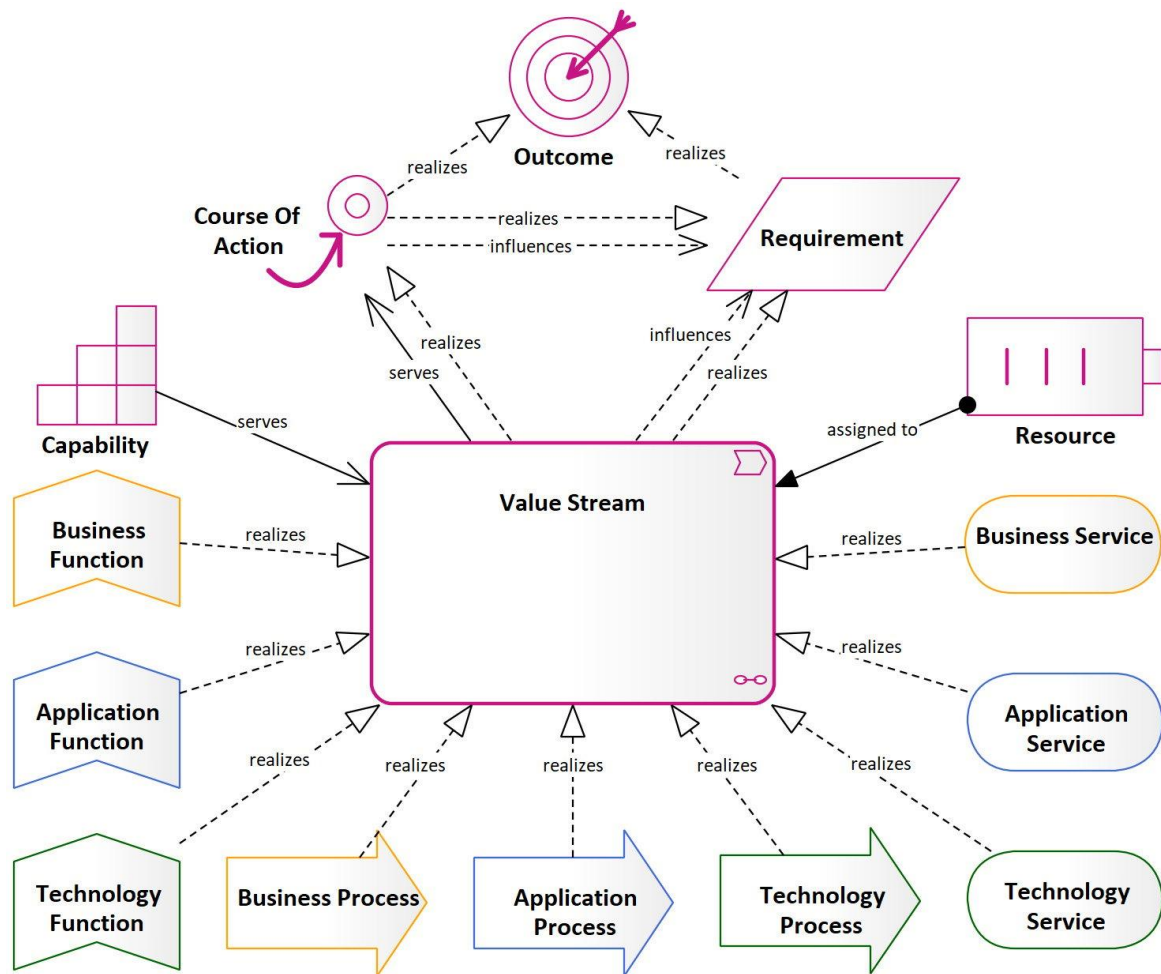 Outcome
realizes
realizes
Course Of
Action
realizes
influences
Requirement
realizes
serves
influences
realizes
Capability
serves
assigned to
Resource
Value Stream
Business
Function
realizes
realizes
Business Service
Application
Function
realizes
realizes
Application
Service
realizes
realizes
realizes
realizes
realizes
Technology
Function
Business Process
Application
Process
Technology
Process
Technology
Service